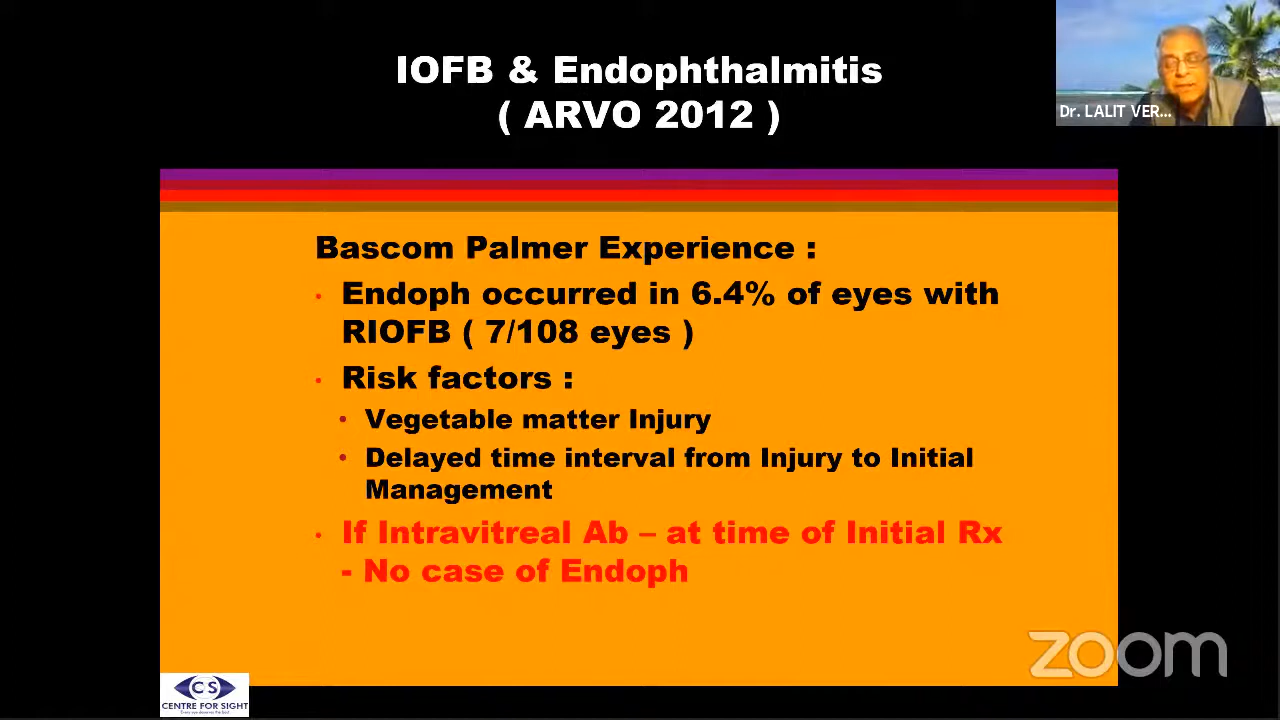 IOFB & Endophthalmitis
( ARVO 2012 )
Dr. LALIT VER...
Bascom Palmer Experience :
• Endoph occurred in 6.4% of eyes with
RIOFB ( 7/108 eyes )
• Risk factors :
• Vegetable matter Injury
• Delayed time interval from Injury to Initial
Management
• If Intravitreal Ab – at time of Initial Rx
- No case of Endoph
zoom
CS
CENTRE FOR SIGHT